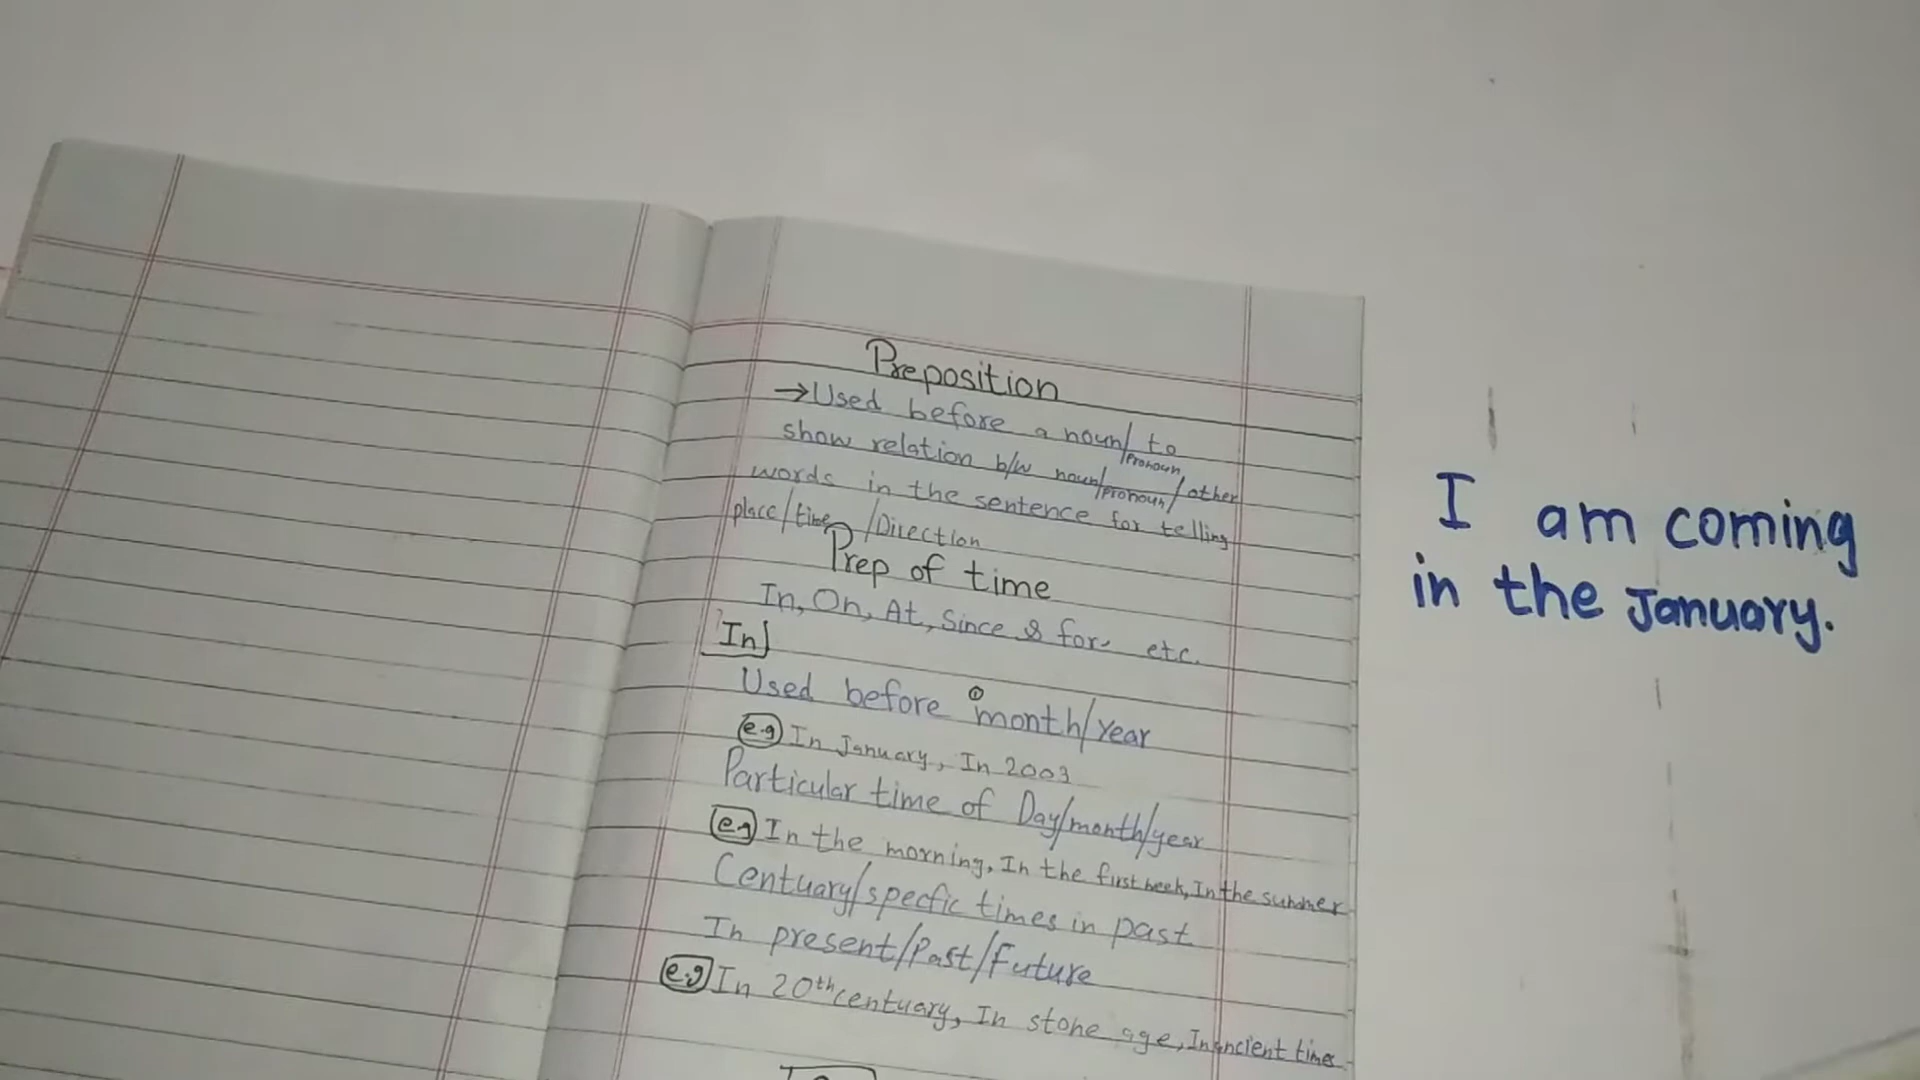 Preposition
→Used before a noun/pronoun to
show relation b/w noun/pronoun/other
words in the sentence for telling
place/time/Direction
Prep of time
In, On, At, Since & for etc.
In
Used before ① month/Year
e.g In January, In 2003
Particular time of Day/month/year
e.g In the morning, In the first week, In the summer
Centuary/specfic times in past
In present/Past/Future
e.g In 20th centuary, In stone age, In ancient times
I am coming
in the January.